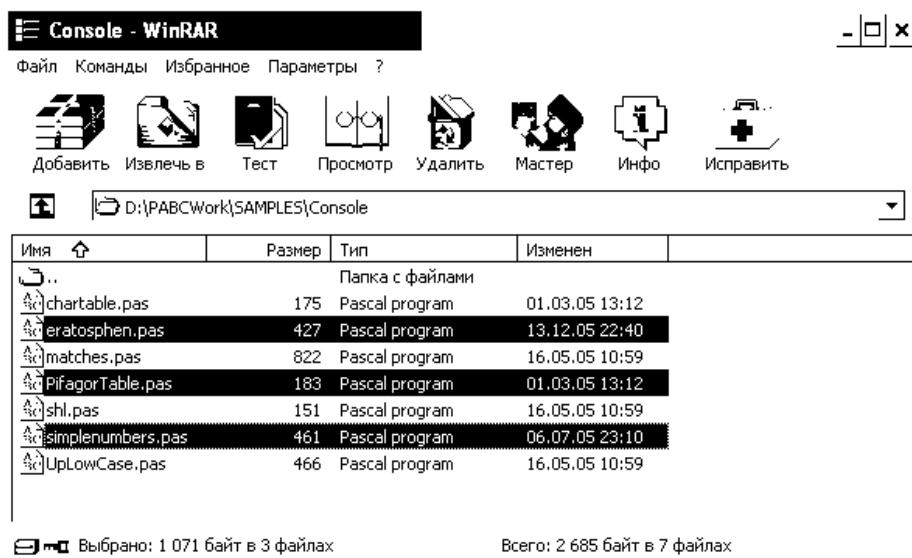 Console - WinRAR
Файл Команды Избранное Параметры ?
Добавить Извлечь в Тест Просмотр Удалить Мастер Инфо Исправить
D:\PABCWork\SAMPLES\Console
Имя Размер Тип Изменен
.. Папка с файлами
chartable.pas 175 Pascal program 01.03.05 13:12
eratosphen.pas 427 Pascal program 13.12.05 22:40
matches.pas 822 Pascal program 16.05.05 10:59
PifagorTable.pas 183 Pascal program 01.03.05 13:12
shl.pas 151 Pascal program 16.05.05 10:59
simplenumbers.pas 461 Pascal program 06.07.05 23:10
UpLowCase.pas 466 Pascal program 16.05.05 10:59
Выбрано: 1 071 байт в 3 файлах Всего: 2 685 байт в 7 файлах